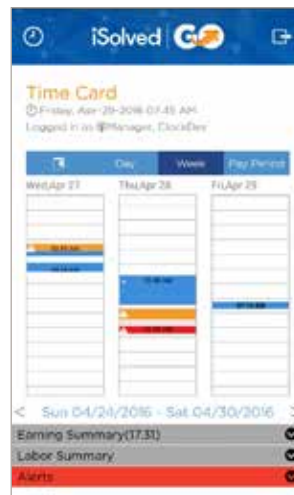 iSolved GO
Time Card
Friday, Apr-29-2016 07:45 AM
Logged in as Manager, ClockDev
Day Week Pay Period
Wed,Apr 27 Thu,Apr 28 Fri,Apr 29
< Sun 04/24/2016 - Sat 04/30/2016 >
Earning Summary(17.31)
Labor Summary
Alerts